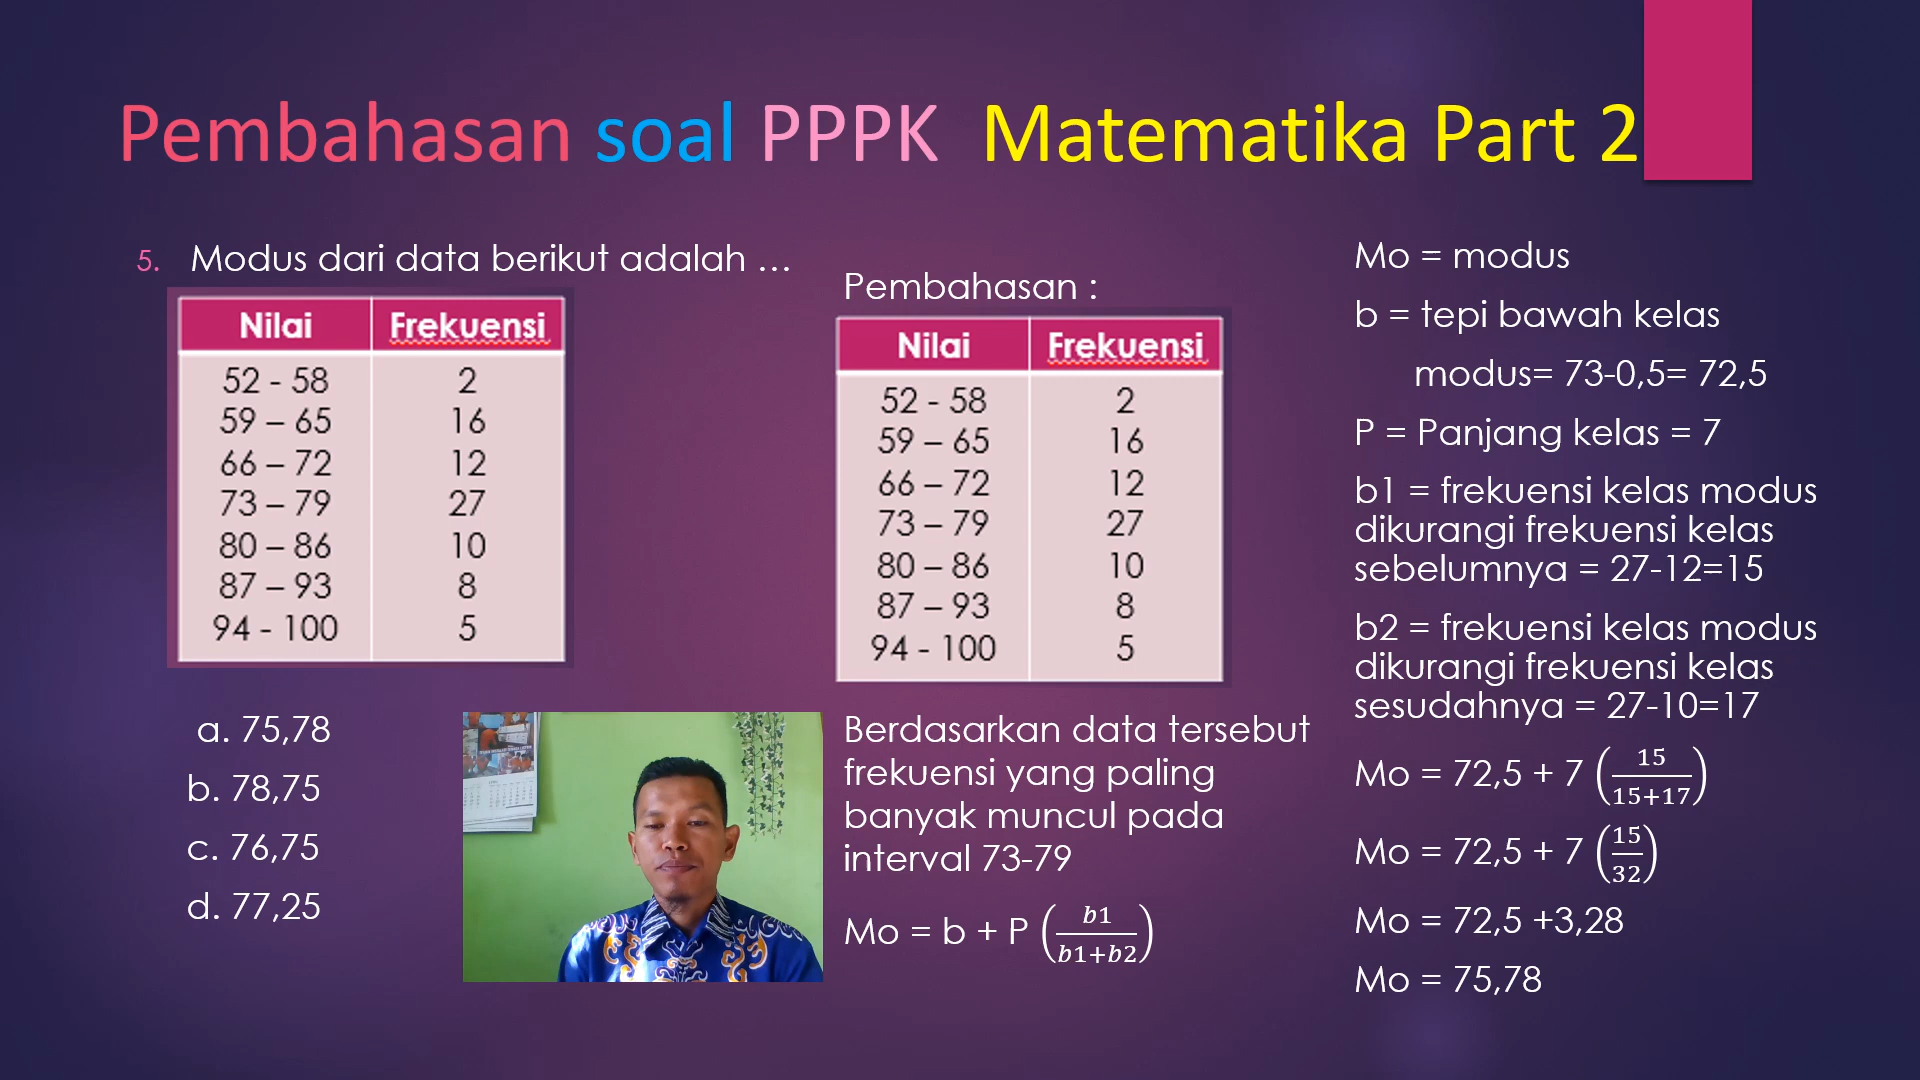 Pembahasan soal PPPK Matematika Part 2
5. Modus dari data berikut adalah ...
Nilai Frekuensi
52 - 58 2
59 – 65 16
66 – 72 12
73 – 79 27
80 – 86 10
87 – 93 8
94 - 100 5
a. 75,78
b. 78,75
c. 76,75
d. 77,25
Pembahasan :
Nilai Frekuensi
52 - 58 2
59 – 65 16
66 – 72 12
73 – 79 27
80 – 86 10
87 – 93 8
94 - 100 5
Berdasarkan data tersebut
frekuensi yang paling
banyak muncul pada
interval 73-79
Mo = b + P (b1/(b1+b2))
Mo = modus
b = tepi bawah kelas
modus= 73-0,5= 72,5
P = Panjang kelas = 7
b1 = frekuensi kelas modus
dikurangi frekuensi kelas
sebelumnya = 27-12=15
b2 = frekuensi kelas modus
dikurangi frekuensi kelas
sesudahnya = 27-10=17
Mo = 72,5 + 7 (15/(15+17))
Mo = 72,5 + 7 (15/32)
Mo = 72,5 +3,28
Mo = 75,78